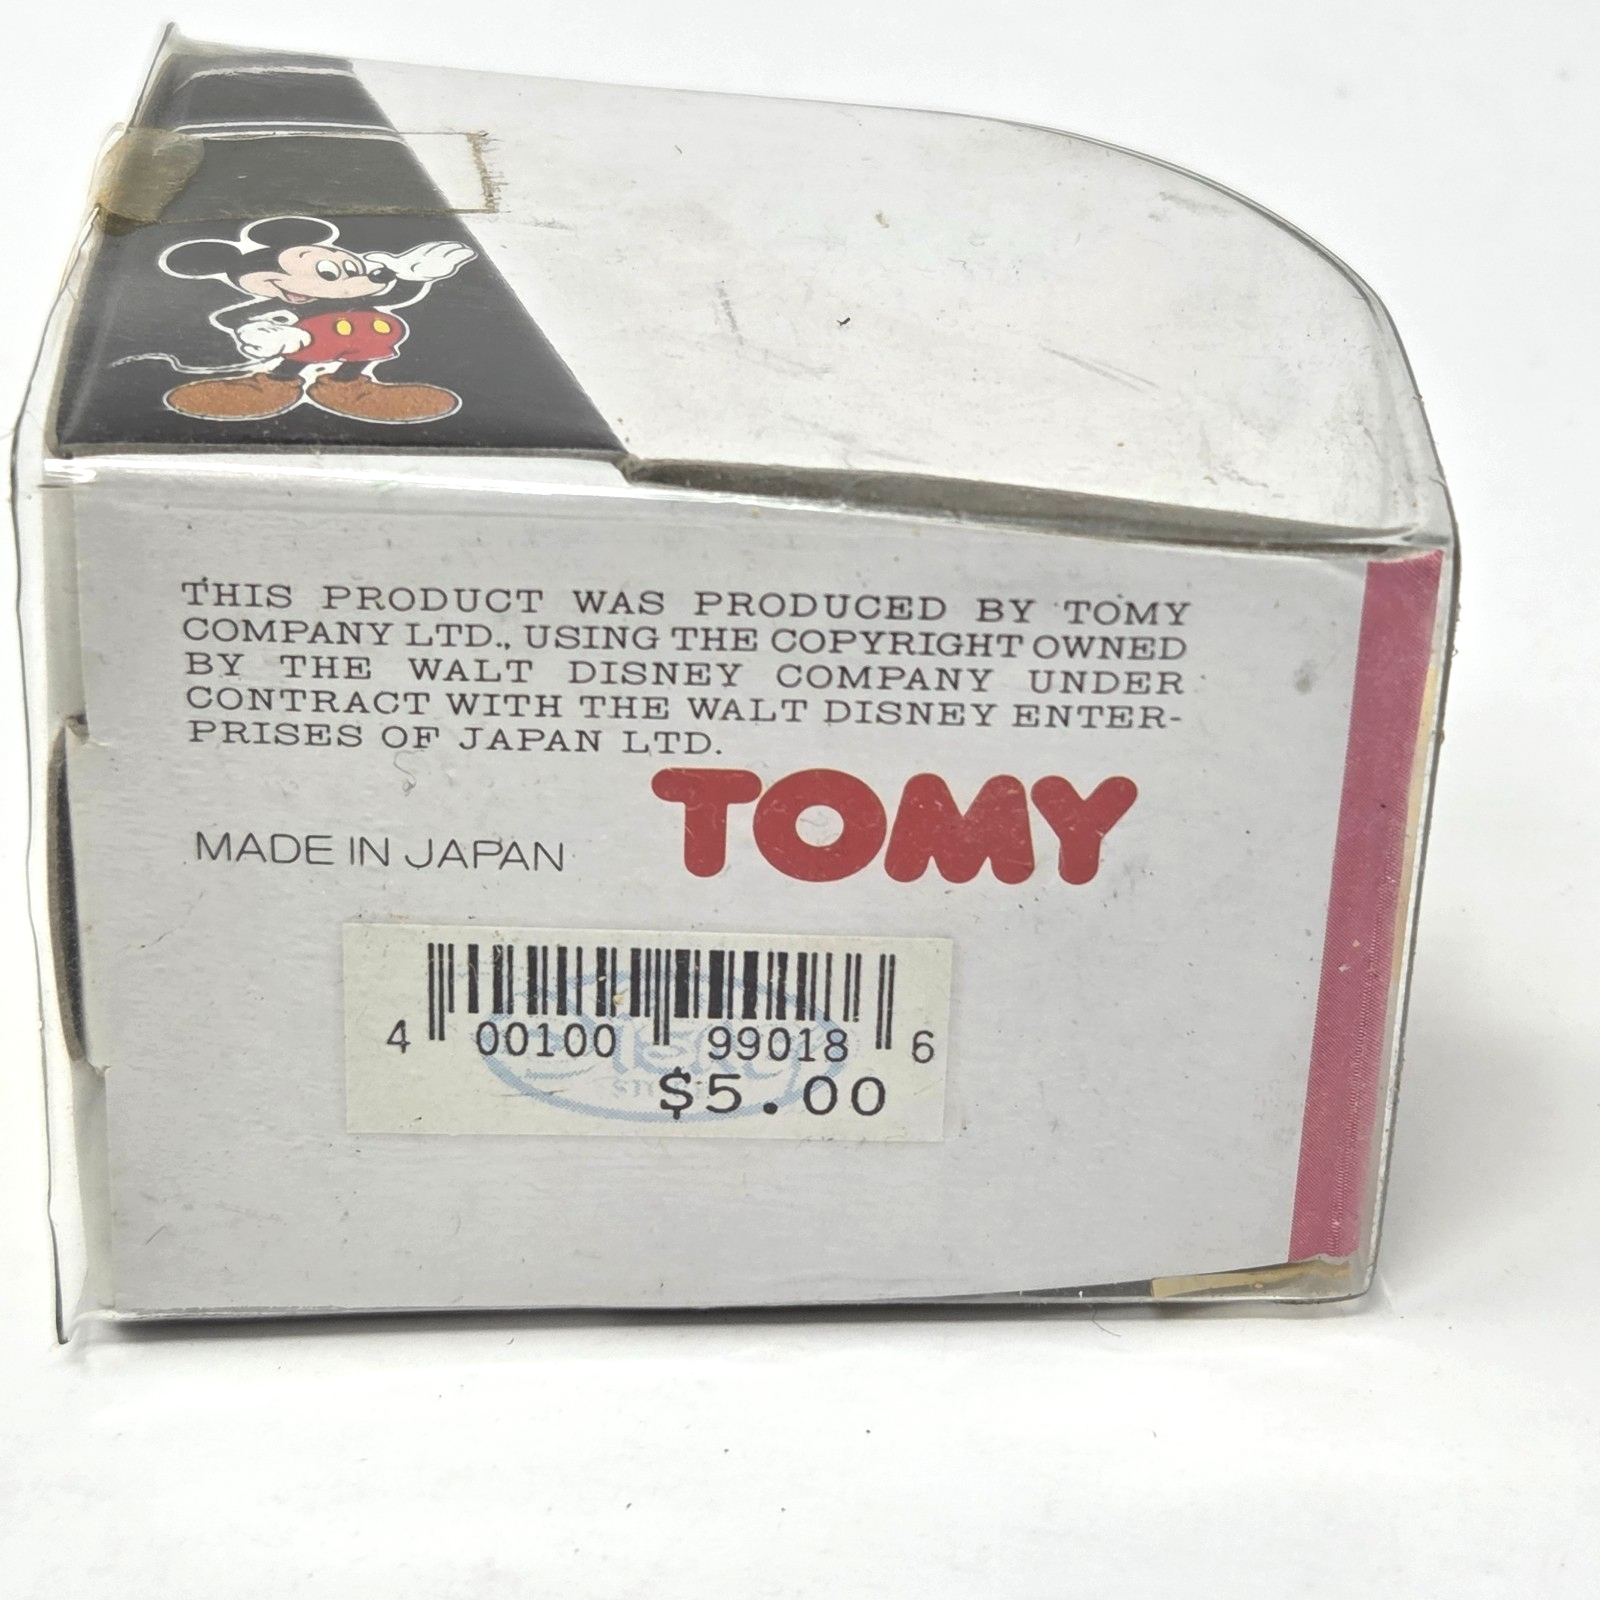 THIS PRODUCT WAS PRODUCED BY TOMY
COMPANY LTD., USING THE COPYRIGHT OWNED
BY THE WALT DISNEY COMPANY UNDER
CONTRACT WITH THE WALT DISNEY ENTER-
PRISES OF JAPAN LTD.
MADE IN JAPAN
TOMY
4 00100 99018 6
$5.00